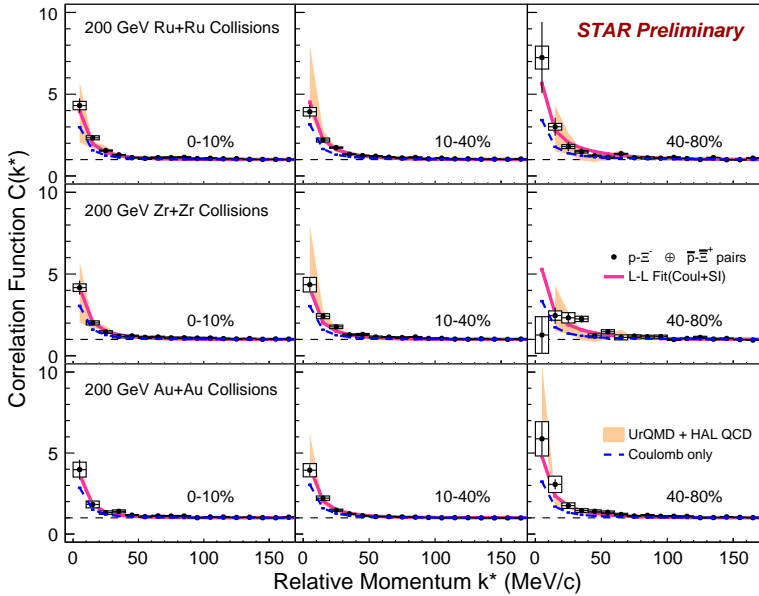 10
200 GeV Ru+Ru Collisions
STAR Preliminary
5
0-10%
10-40%
40-80%
0
10
200 GeV Zr+Zr Collisions
p-Ξ⁻ ⊕ p̄-Ξ̄⁺ pairs
L-L Fit(Coul+SI)
5
0-10%
10-40%
40-80%
0
10
200 GeV Au+Au Collisions
UrQMD + HAL QCD
Coulomb only
5
0-10%
10-40%
40-80%
0
0 50 100 150 0 50 100 150 0 50 100 150
Correlation Function C(k*)
Relative Momentum k* (MeV/c)